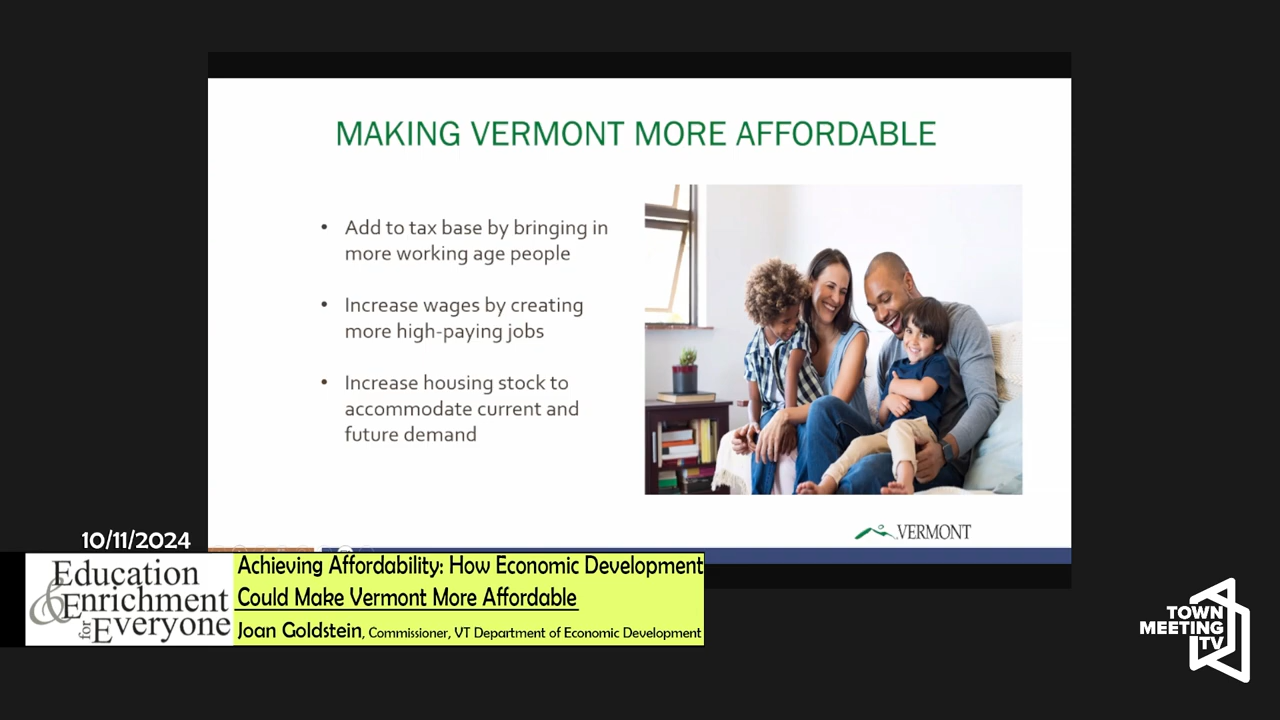 MAKING VERMONT MORE AFFORDABLE
• Add to tax base by bringing in
more working age people
• Increase wages by creating
more high-paying jobs
• Increase housing stock to
accommodate current and
future demand
VERMONT
10/11/2024
Education
& Enrichment
for Everyone
Achieving Affordability: How Economic Development
Could Make Vermont More Affordable
Joan Goldstein, Commissioner, VT Department of Economic Development
TOWN
MEETING
TV